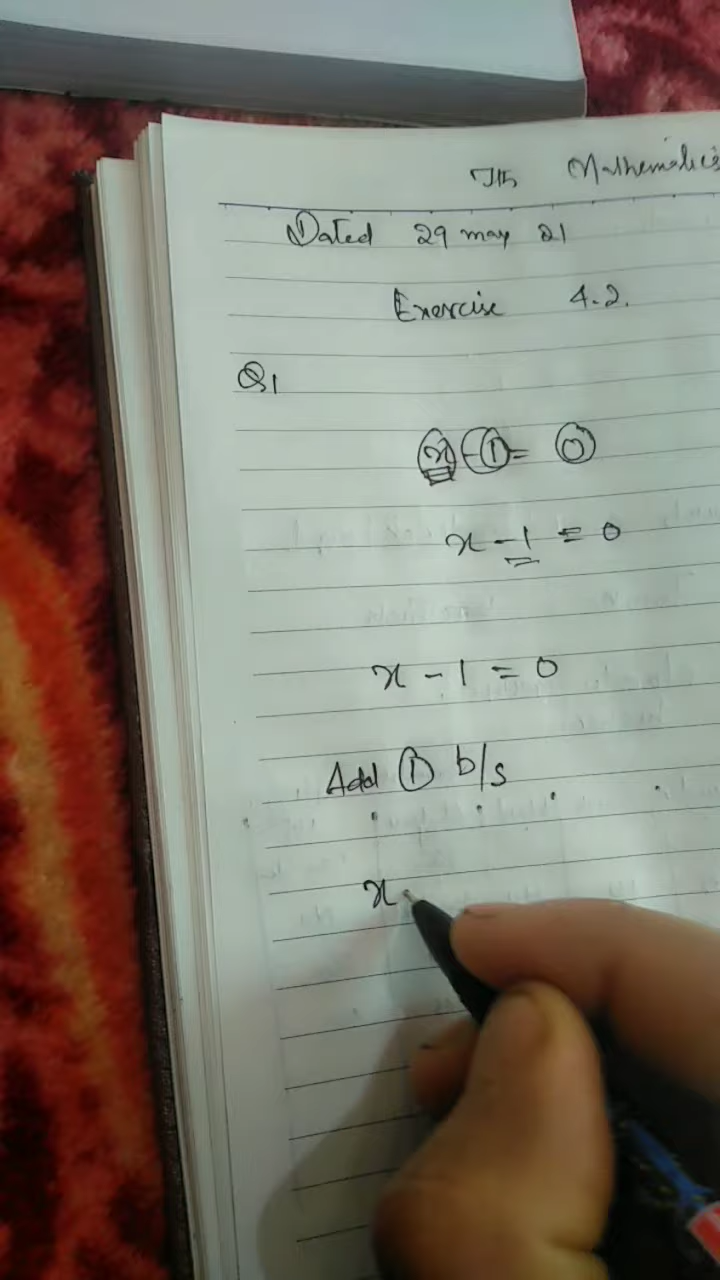 7th Mathematics
Dated 29 may 21
Exercise 4.2.
Q1
x - 1 = 0
x - 1 = 0
x - 1 = 0
Add 1 b/s
x